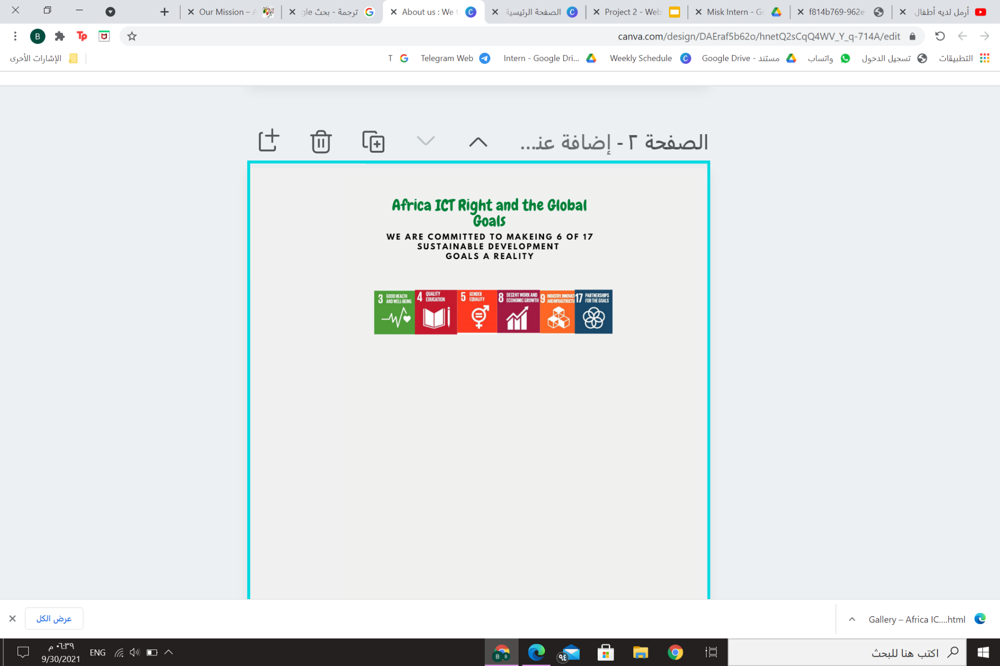 أرمل لديه أطفال
f814b769-962e
Misk Intern - Go
Project 2 - Web
الصفحة الرئيسية
About us : We t
ترجمة - بحث gle
Our Mission – A
canva.com/design/DAEraf5b62o/hnetQ2sCqQ4WV_Y_q-714A/edit
B
Tp
التطبيقات
تسجيل الدخول
واتساب
مستند - Google Drive
Weekly Schedule
Intern - Google Dri...
Telegram Web
T
الإشارات الأخرى
الصفحة ٢ - إضافة عنـ...
Africa ICT Right and the Global
Goals
WE ARE COMMITTED TO MAKEING 6 OF 17
SUSTAINABLE DEVELOPMENT
GOALS A REALITY
3 GOOD HEALTH
AND WELL-BEING
4 QUALITY
EDUCATION
5 GENDER
EQUALITY
8 DECENT WORK AND
ECONOMIC GROWTH
9 INDUSTRY, INNOVATI
AND INFRASTRUCTU
17 PARTNERSHIPS
FOR THE GOALS
Gallery – Africa IC....html
عرض الكل
اكتب هنا للبحث
٩٤
ENG
٠٦:٣٩ م
9/30/2021